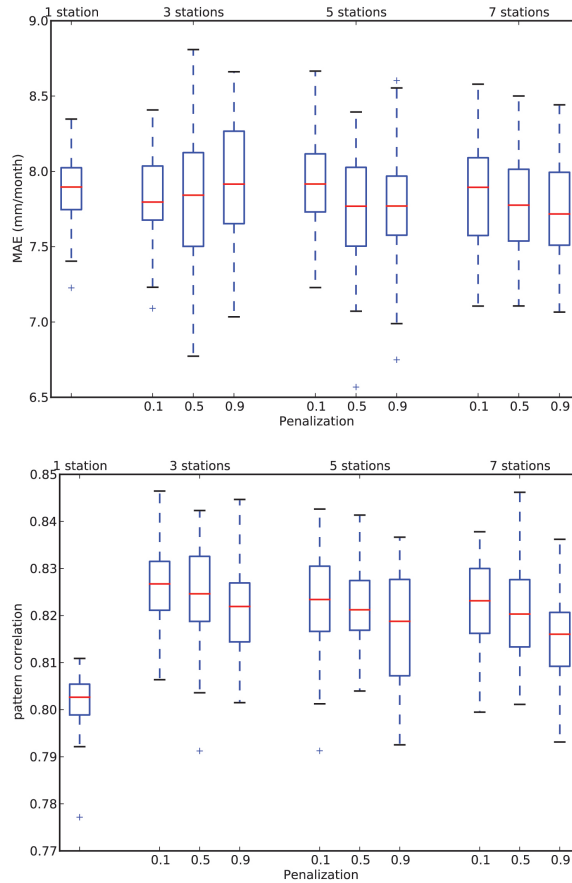 1 station 3 stations 5 stations 7 stations
9.0
8.5
8.0
7.5
7.0
6.5
MAE (mm/month)
0.1 0.5 0.9 0.1 0.5 0.9 0.1 0.5 0.9
Penalization
1 station 3 stations 5 stations 7 stations
0.85
0.84
0.83
0.82
0.81
0.80
0.79
0.78
0.77
pattern correlation
0.1 0.5 0.9 0.1 0.5 0.9 0.1 0.5 0.9
Penalization